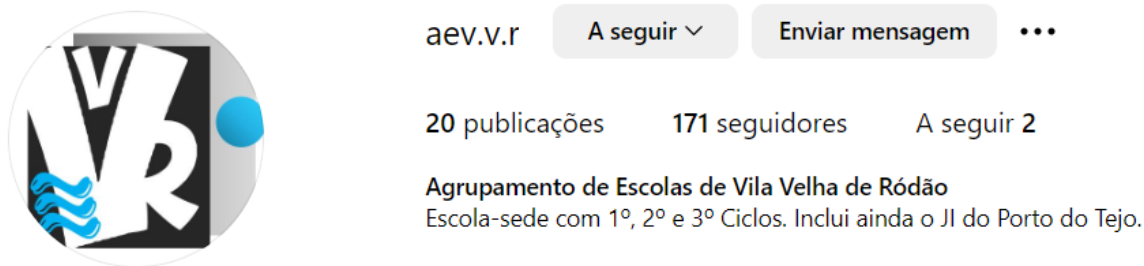 VVR
aev.v.r A seguir Enviar mensagem •••
20 publicações 171 seguidores A seguir 2
Agrupamento de Escolas de Vila Velha de Ródão
Escola-sede com 1º, 2º e 3º Ciclos. Inclui ainda o JI do Porto do Tejo.